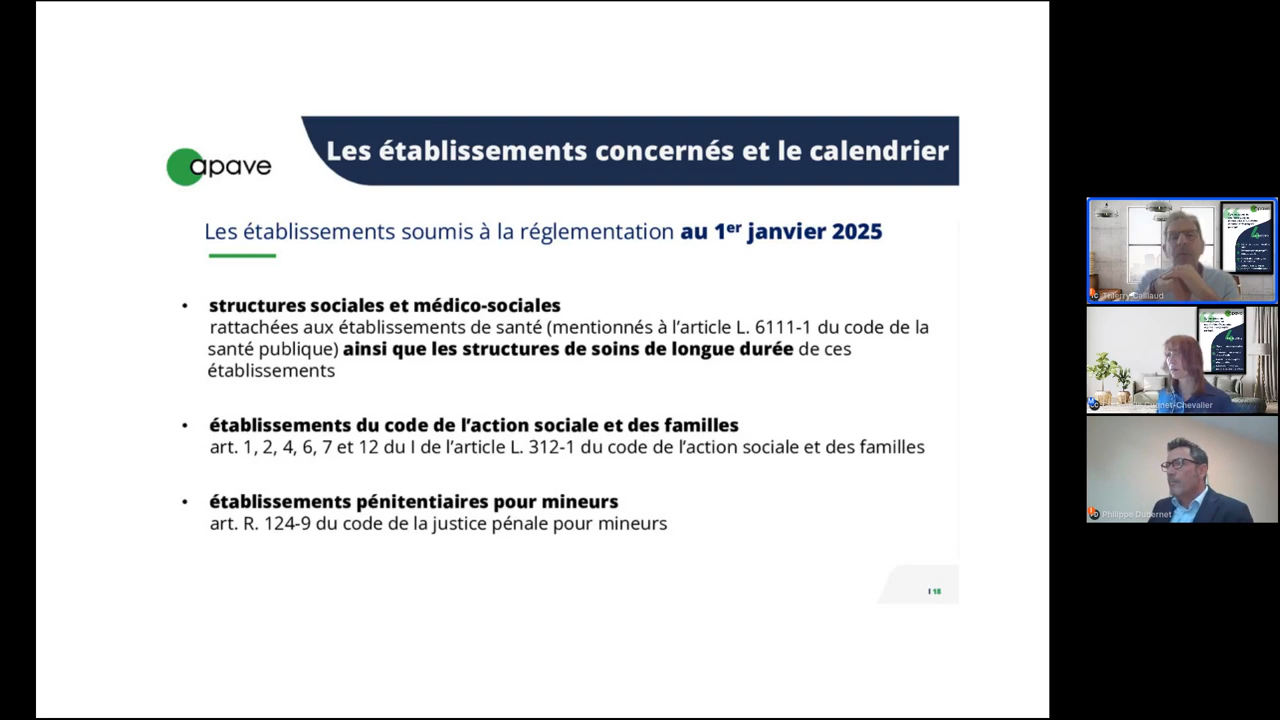 apave
Les établissements concernés et le calendrier
Les établissements soumis à la réglementation au 1er janvier 2025
• structures sociales et médico-sociales
rattachées aux établissements de santé (mentionnés à l’article L. 6111-1 du code de la
santé publique) ainsi que les structures de soins de longue durée de ces
établissements
• établissements du code de l’action sociale et des familles
art. 1, 2, 4, 6, 7 et 12 du I de l’article L. 312-1 du code de l’action sociale et des familles
• établissements pénitentiaires pour mineurs
art. R. 124-9 du code de la justice pénale pour mineurs
I 18
Thierry Caillaud
-Chevalier
Philippe Dubernet